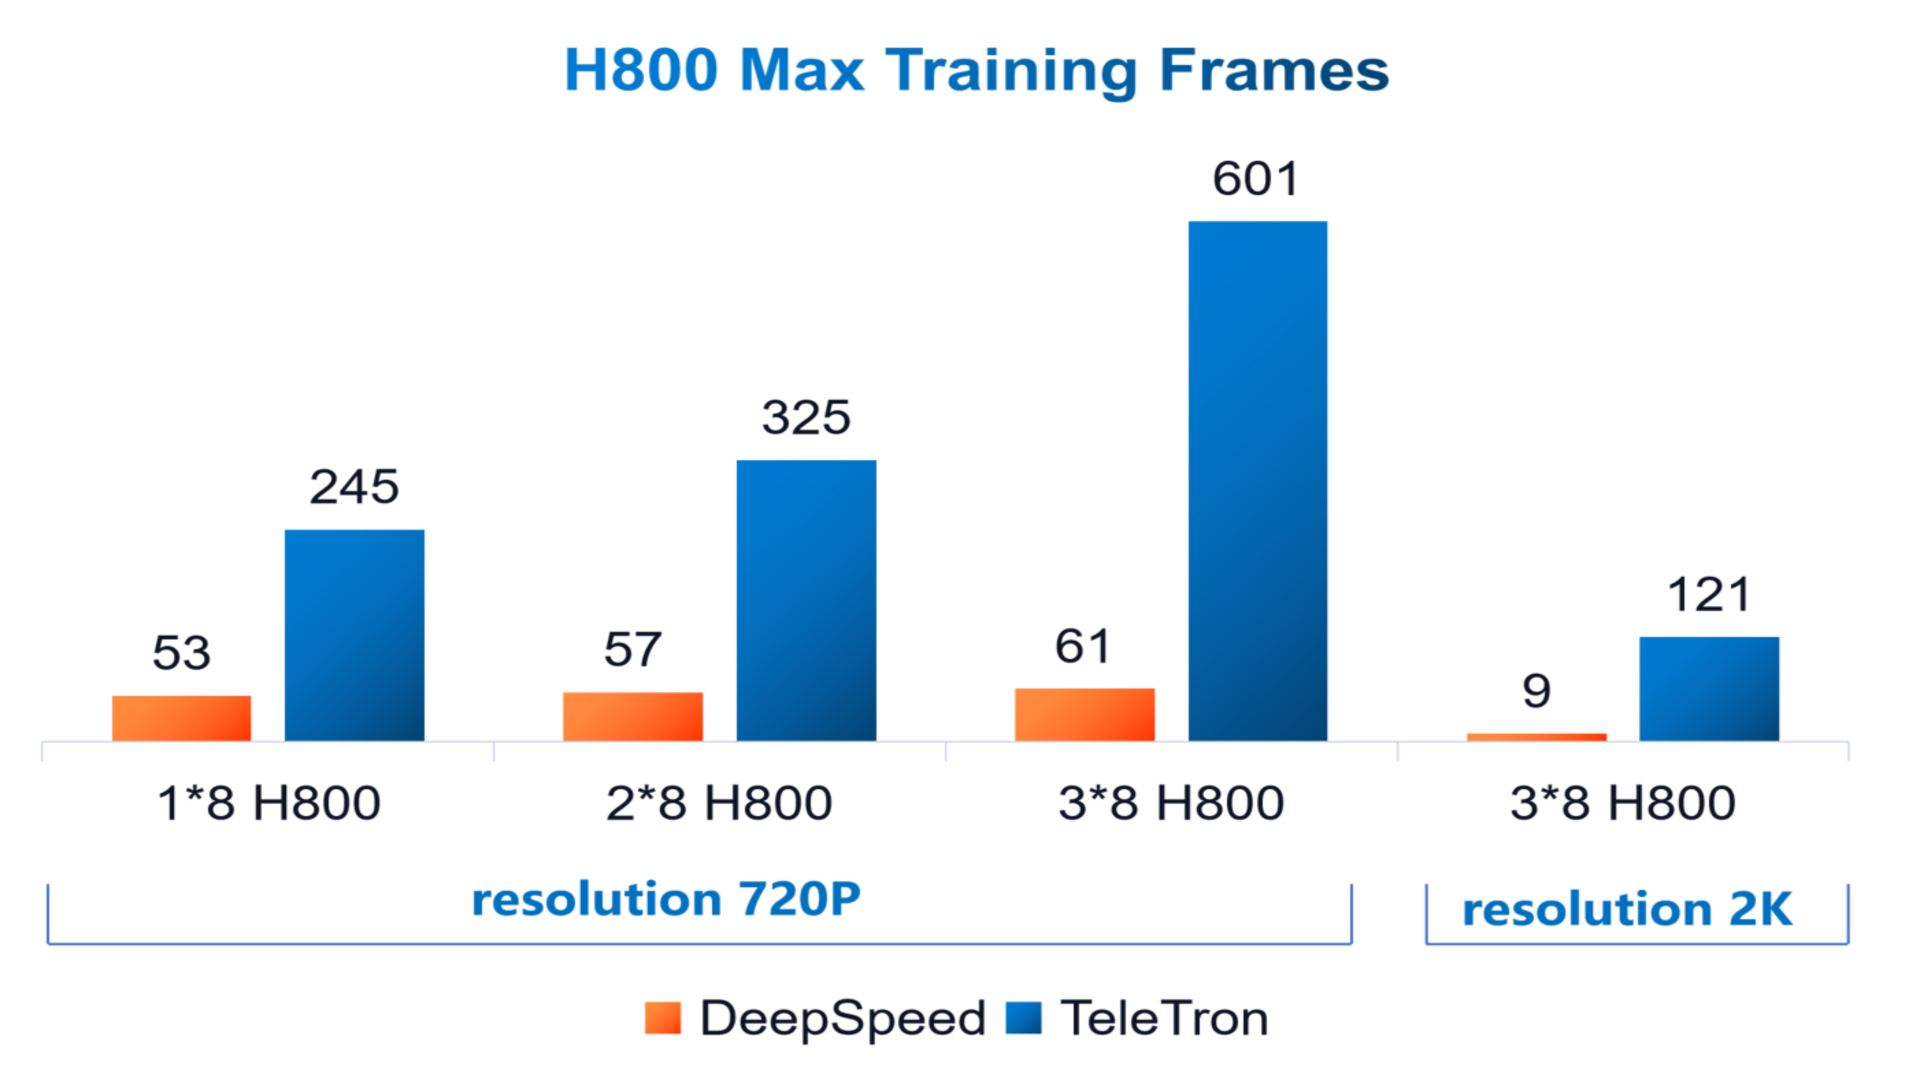 H800 Max Training Frames
601
325
245
121
53
57
61
9
1*8 H800
2*8 H800
3*8 H800
3*8 H800
resolution 720P
resolution 2K
DeepSpeed
TeleTron